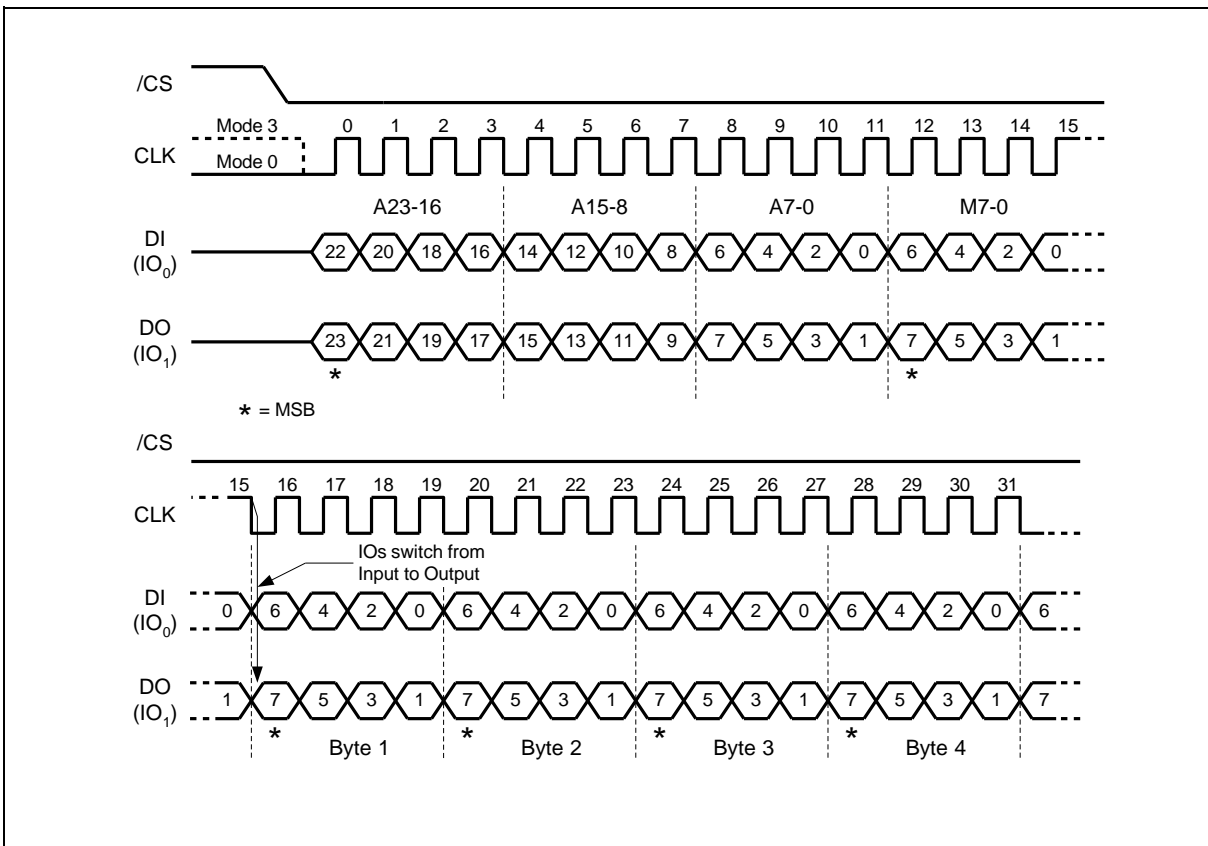 /CS
Mode 3 0 1 2 3 4 5 6 7 8 9 10 11 12 13 14 15
CLK Mode 0
A23-16 A15-8 A7-0 M7-0
DI 22 20 18 16 14 12 10 8 6 4 2 0 6 4 2 0
(IO0)
DO 23 21 19 17 15 13 11 9 7 5 3 1 7 5 3 1
(IO1)
* *
* = MSB
/CS
15 16 17 18 19 20 21 22 23 24 25 26 27 28 29 30 31
CLK
IOs switch from
Input to Output
DI 0 6 4 2 0 6 4 2 0 6 4 2 0 6 4 2 0 6
(IO0)
DO 1 7 5 3 1 7 5 3 1 7 5 3 1 7 5 3 1 7
(IO1)
* * * *
Byte 1 Byte 2 Byte 3 Byte 4